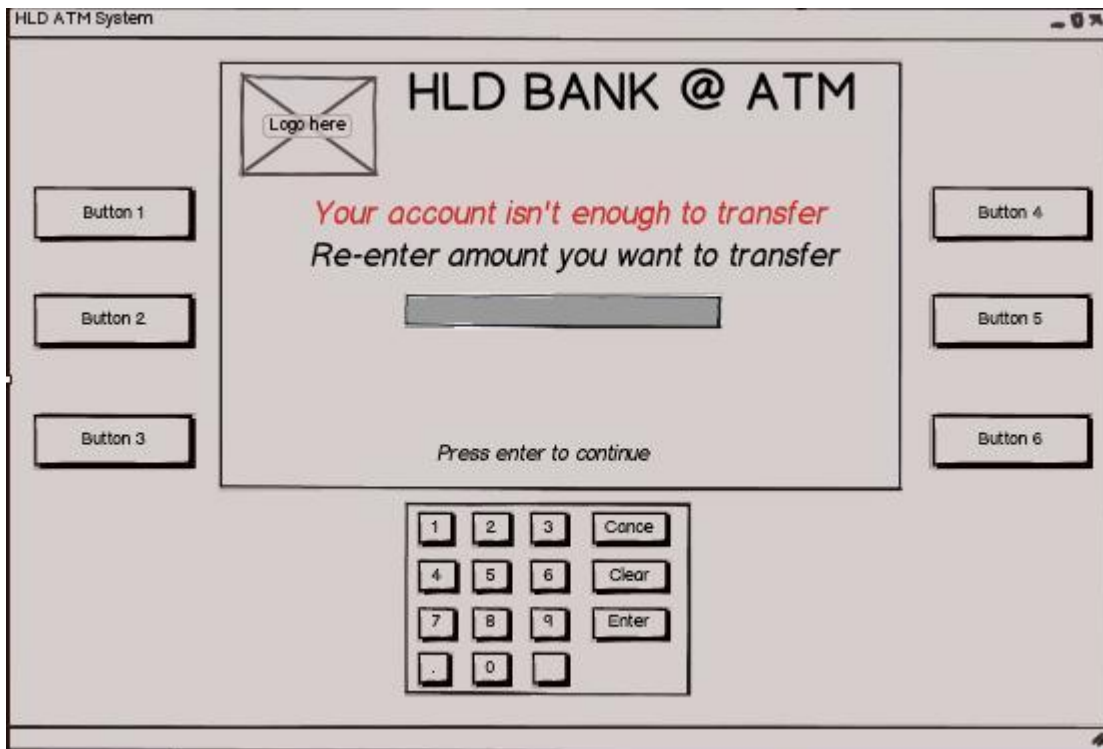 HLD ATM System
HLD BANK @ ATM
Logo here
Your account isn't enough to transfer
Re-enter amount you want to transfer
Press enter to continue
Button 1
Button 2
Button 3
Button 4
Button 5
Button 6
1 2 3 Cance
4 5 6 Clear
7 8 9 Enter
. 0